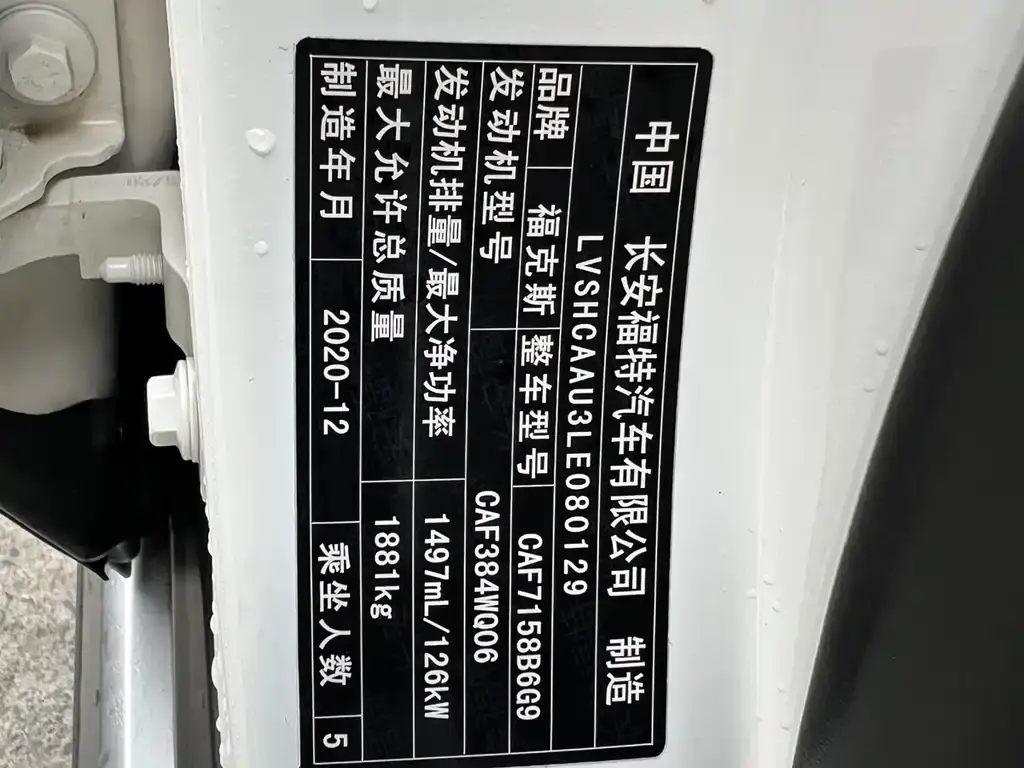 中国 长安福特汽车有限公司 制造
LVSHCAAU3LE080129
品牌 福克斯 整车型号 CAF7158B6G9
发动机型号 CAF384WQ06
发动机排量/最大净功率 1497mL/126kW
最大允许总质量 1881kg
制造年月 2020-12 乘坐人数 5